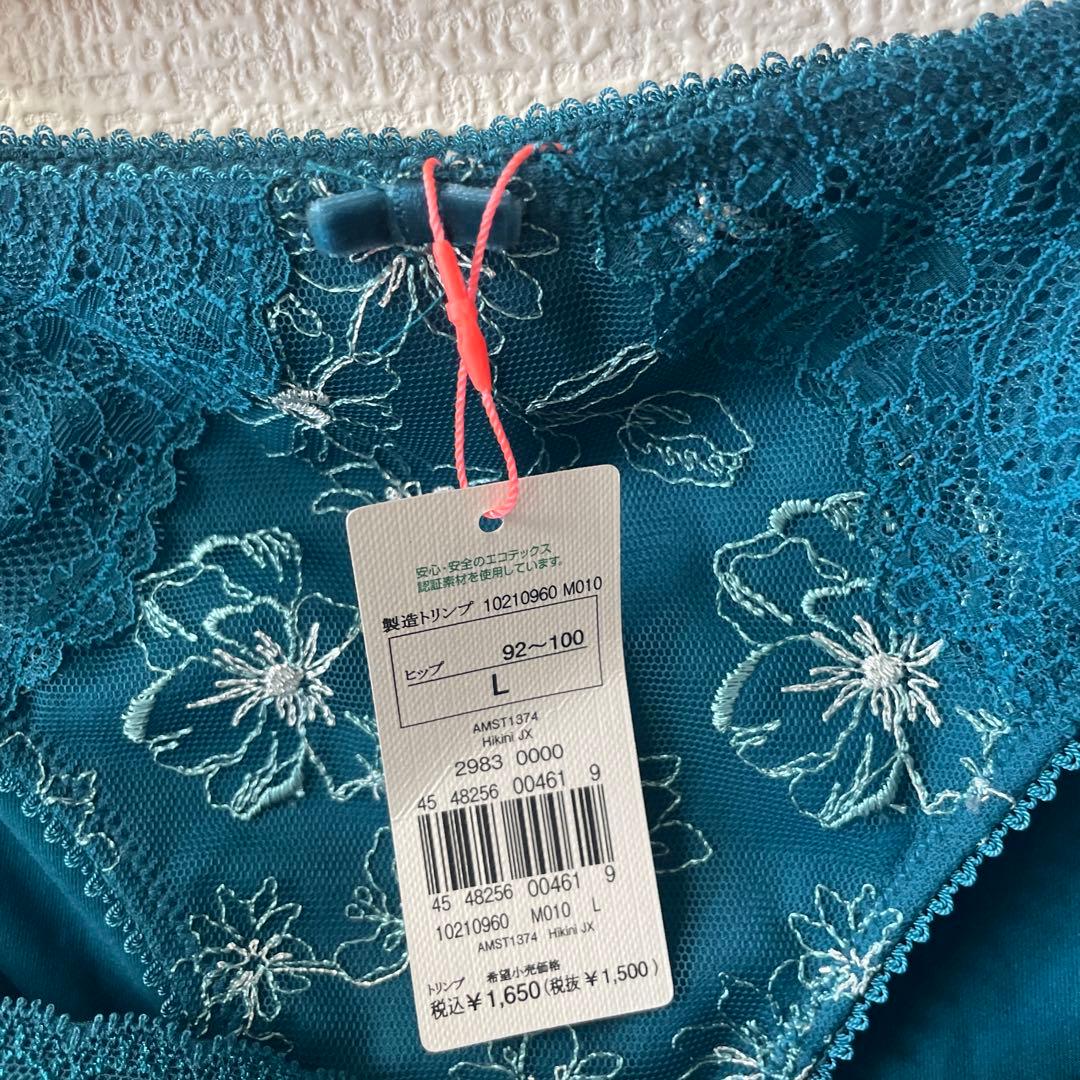 安心・安全のエコテックス
認証素材を使用しています。
製造トリンプ 10210960 M010
ヒップ 92～100
L
AMST1374
Hikini JX
2983 0000
45 48256 00461 9
45 48256 00461 9
10210960 M010 L
AMST1374 Hikini JX
トリンプ 希望小売価格
税込￥1,650(税抜￥1,500)